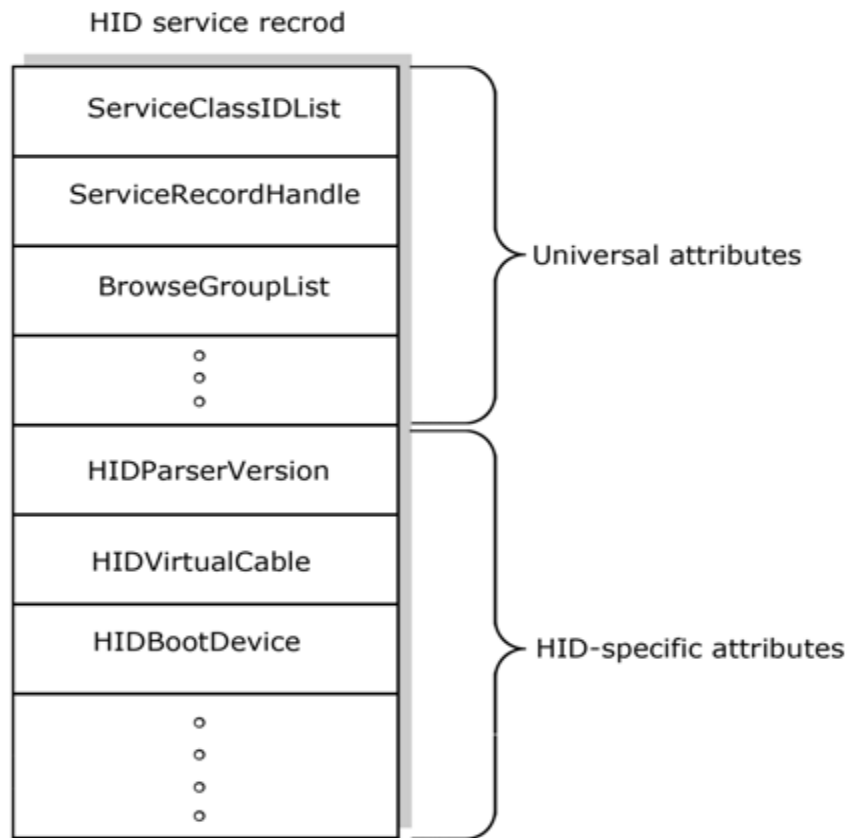 HID service recrod
ServiceClassIDList
ServiceRecordHandle
BrowseGroupList
Universal attributes
HIDParserVersion
HIDVirtualCable
HIDBootDevice
HID-specific attributes